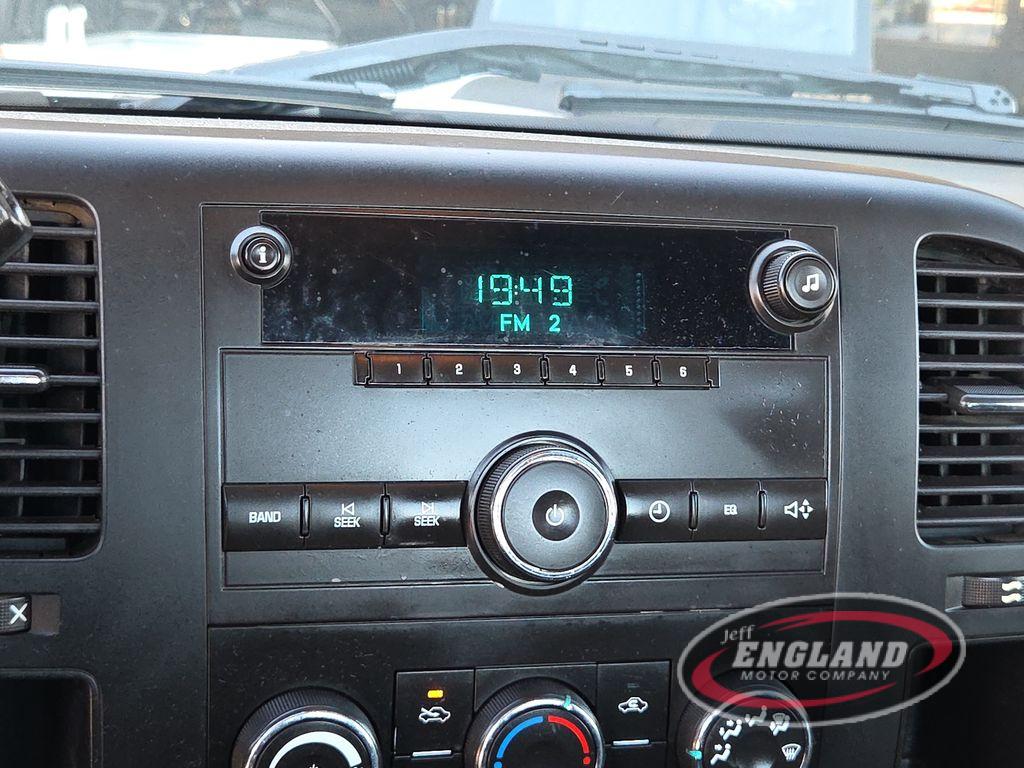 i
19:49
FM 2
1 2 3 4 5 6
BAND SEEK SEEK EQ
X
Jeff
ENGLAND
MOTOR COMPANY